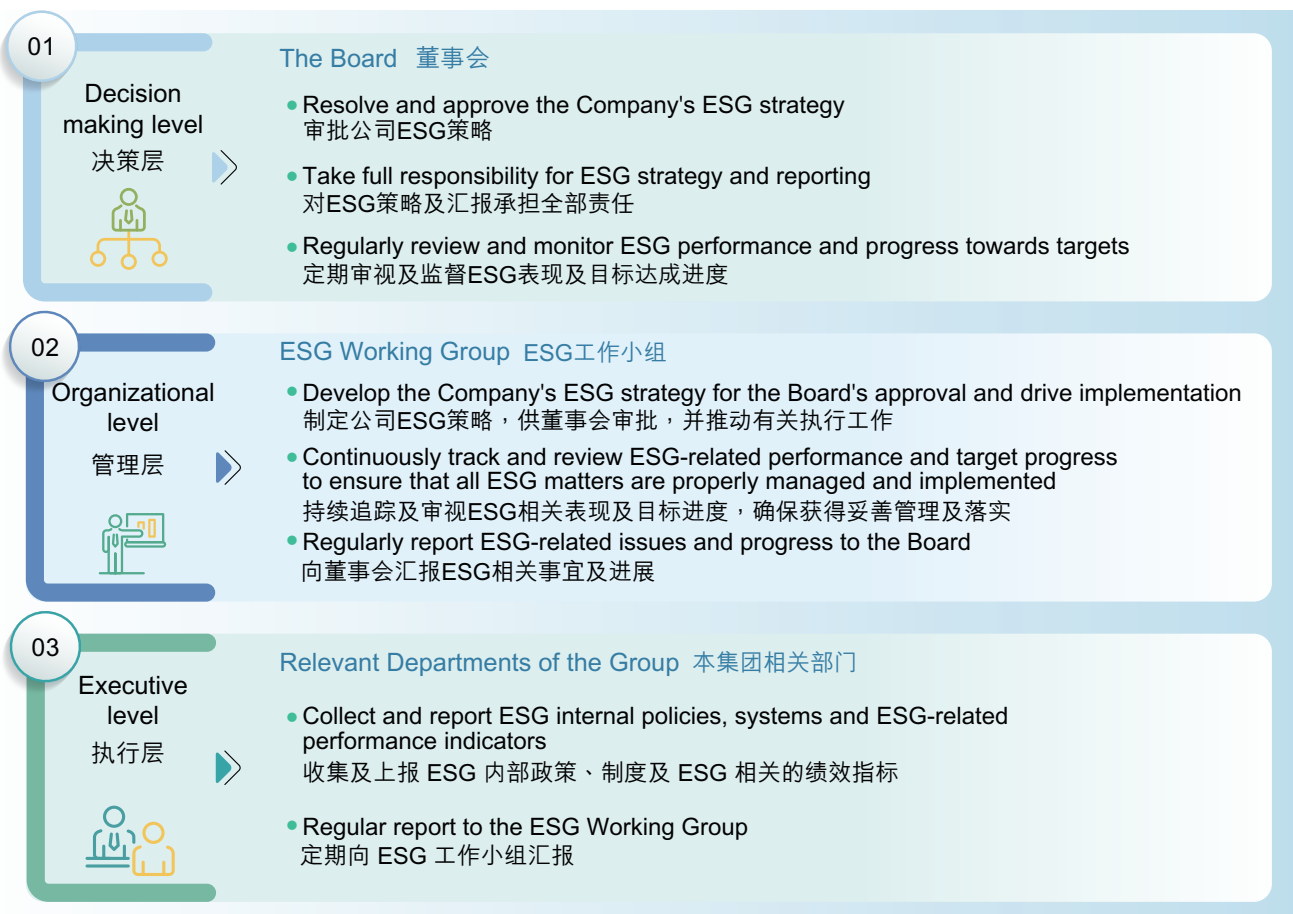 01
Decision
making level
决策层
The Board 董事会
Resolve and approve the Company's ESG strategy
审批公司ESG策略
Take full responsibility for ESG strategy and reporting
对ESG策略及汇报承担全部责任
Regularly review and monitor ESG performance and progress towards targets
定期审视及监督ESG表现及目标达成进度
02
Organizational
level
管理层
ESG Working Group ESG工作小组
Develop the Company's ESG strategy for the Board's approval and drive implementation
制定公司ESG策略，供董事会审批，并推动有关执行工作
Continuously track and review ESG-related performance and target progress
to ensure that all ESG matters are properly managed and implemented
持续追踪及审视ESG相关表现及目标进度，确保获得妥善管理及落实
Regularly report ESG-related issues and progress to the Board
向董事会汇报ESG相关事宜及进展
03
Executive
level
执行层
Relevant Departments of the Group 本集团相关部门
Collect and report ESG internal policies, systems and ESG-related
performance indicators
收集及上报 ESG 内部政策、制度及 ESG 相关的绩效指标
Regular report to the ESG Working Group
定期向 ESG 工作小组汇报